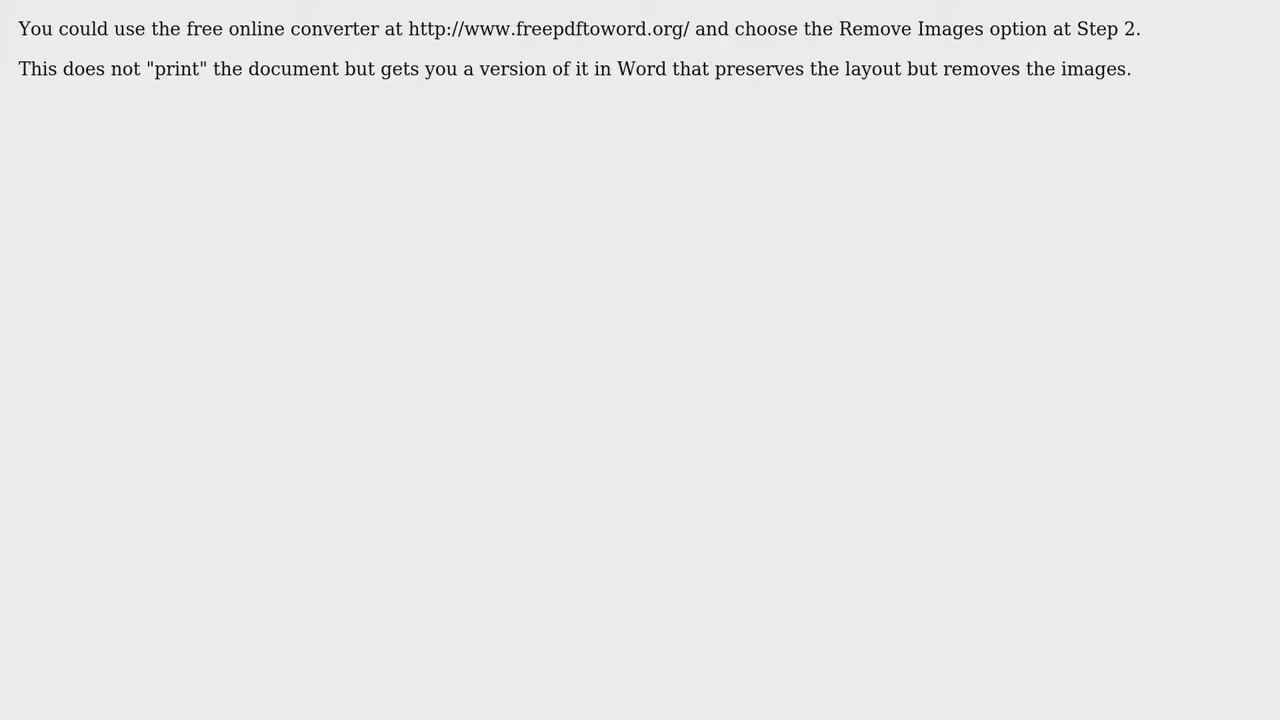 You could use the free online converter at http://www.freepdftoword.org/ and choose the Remove Images option at Step 2.
This does not "print" the document but gets you a version of it in Word that preserves the layout but removes the images.